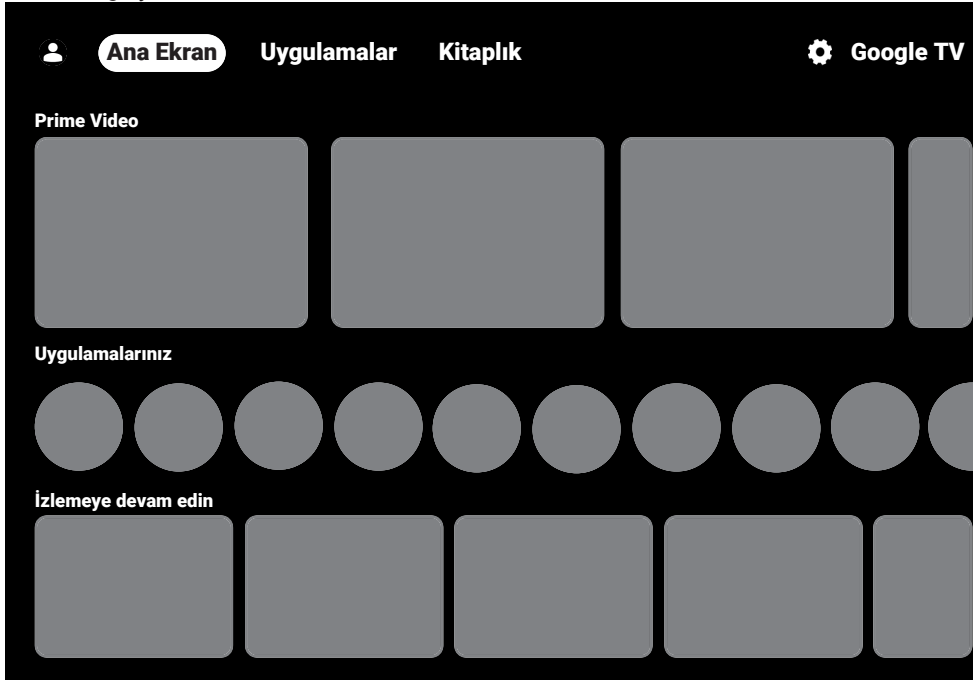 Ana Ekran Uygulamalar Kitaplık Google TV
Prime Video
Uygulamalarınız
İzlemeye devam edin